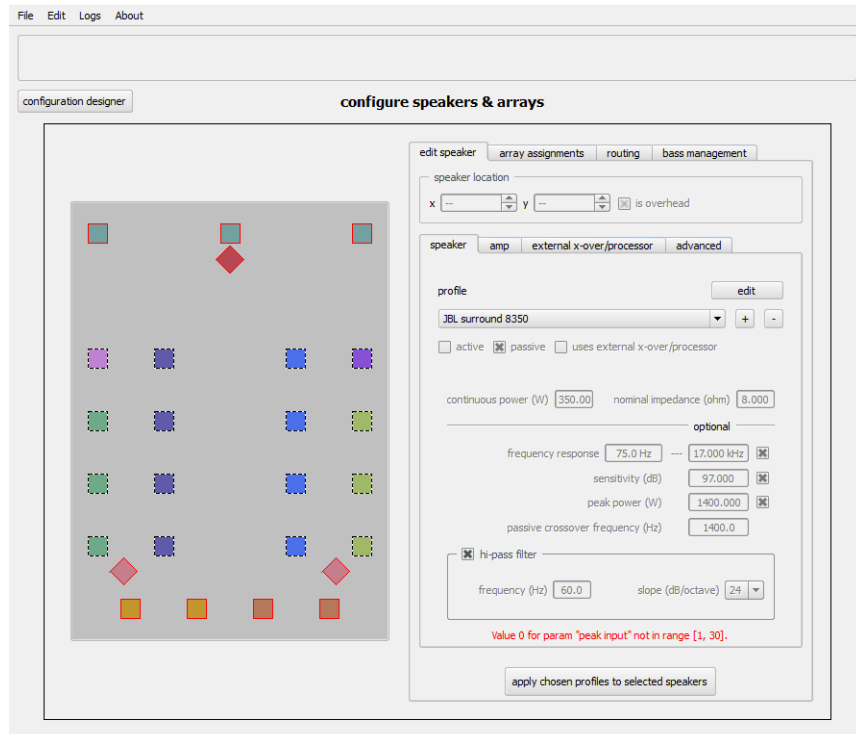 File Edit Logs About
configuration designer
configure speakers & arrays
edit speaker array assignments routing bass management
speaker location
x -- y -- is overhead
speaker amp external x-over/processor advanced
profile edit
JBL surround 8350 + -
active passive uses external x-over/processor
continuous power (W) 350.00 nominal impedance (ohm) 8.000
optional
frequency response 75.0 Hz --- 17.000 kHz
sensitivity (dB) 97.000
peak power (W) 1400.000
passive crossover frequency (Hz) 1400.0
hi-pass filter
frequency (Hz) 60.0 slope (dB/octave) 24
Value 0 for param "peak input" not in range [1, 30].
apply chosen profiles to selected speakers